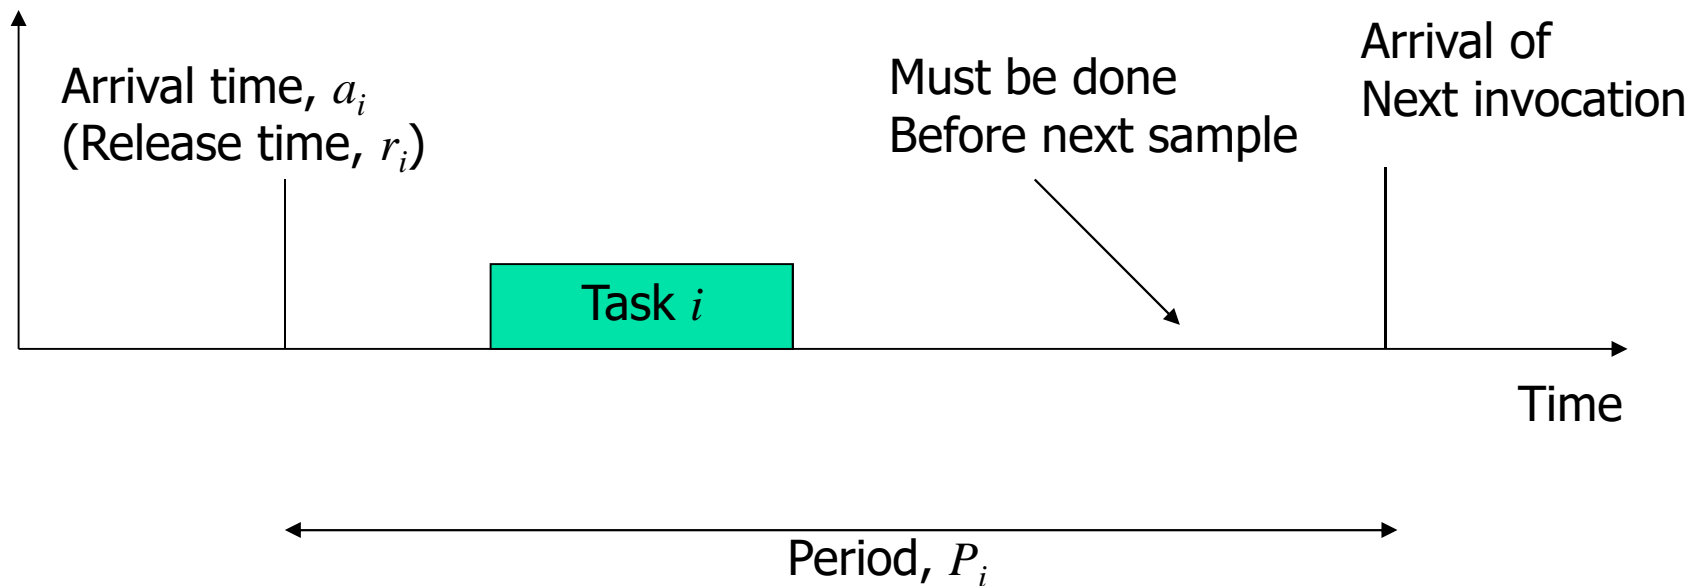 Arrival time, a_i
(Release time, r_i)
Must be done
Before next sample
Arrival of
Next invocation
Task i
Time
Period, P_i